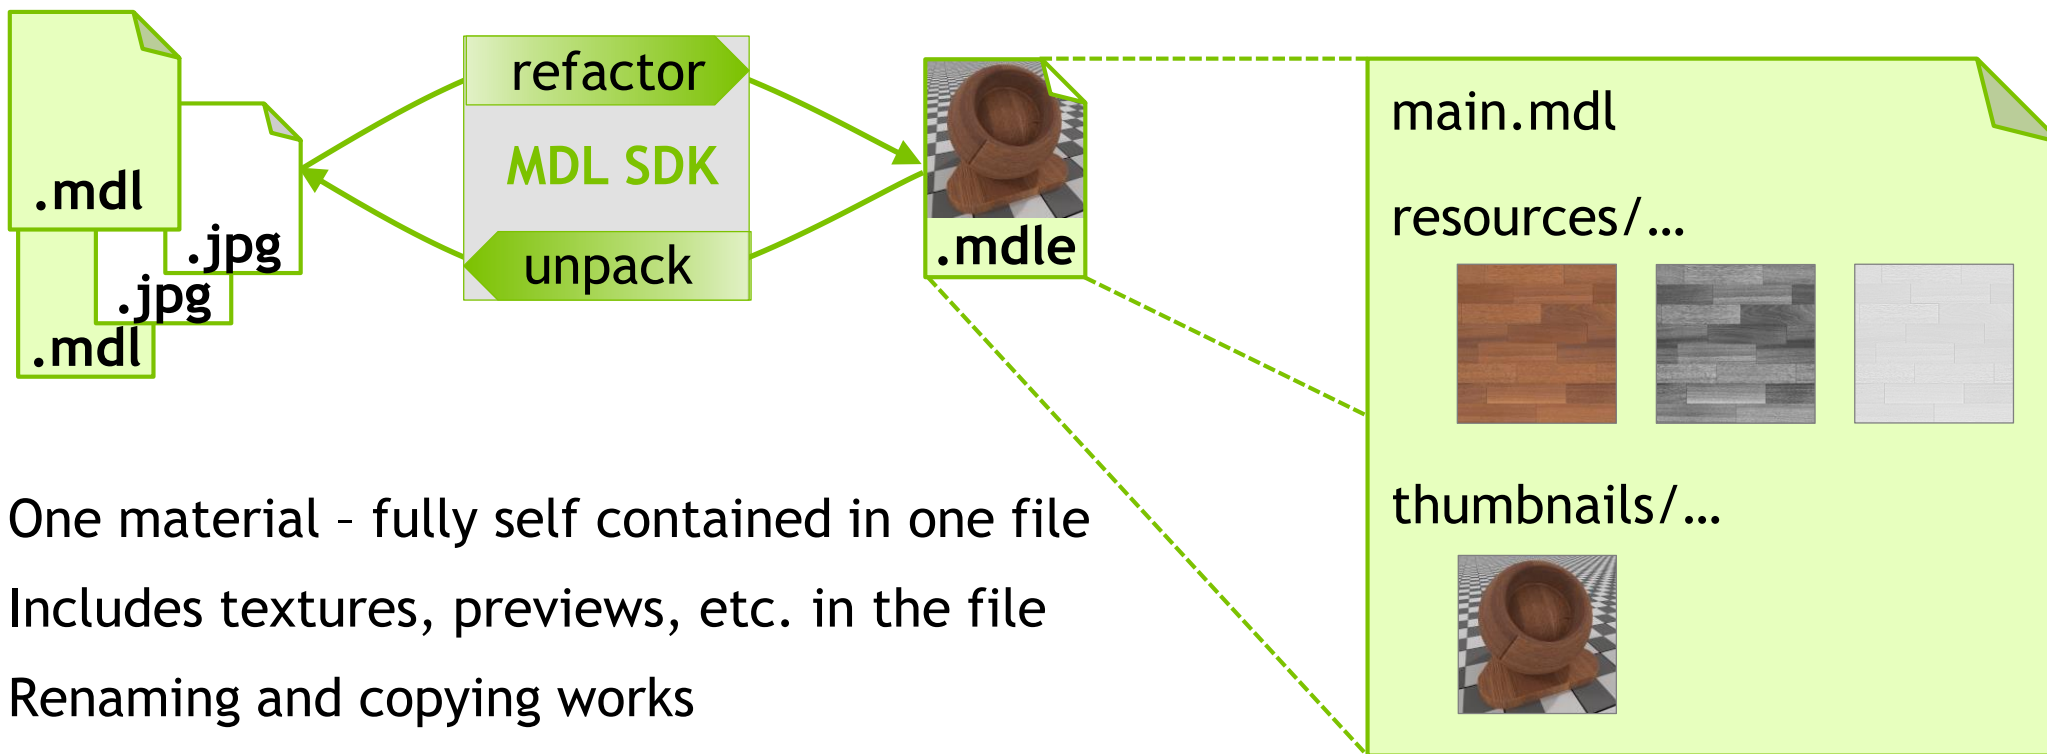 .mdl
.jpg
.jpg
.mdl
refactor
MDL SDK
unpack
.mdle
main.mdl
resources/…
thumbnails/…
One material – fully self contained in one file
Includes textures, previews, etc. in the file
Renaming and copying works